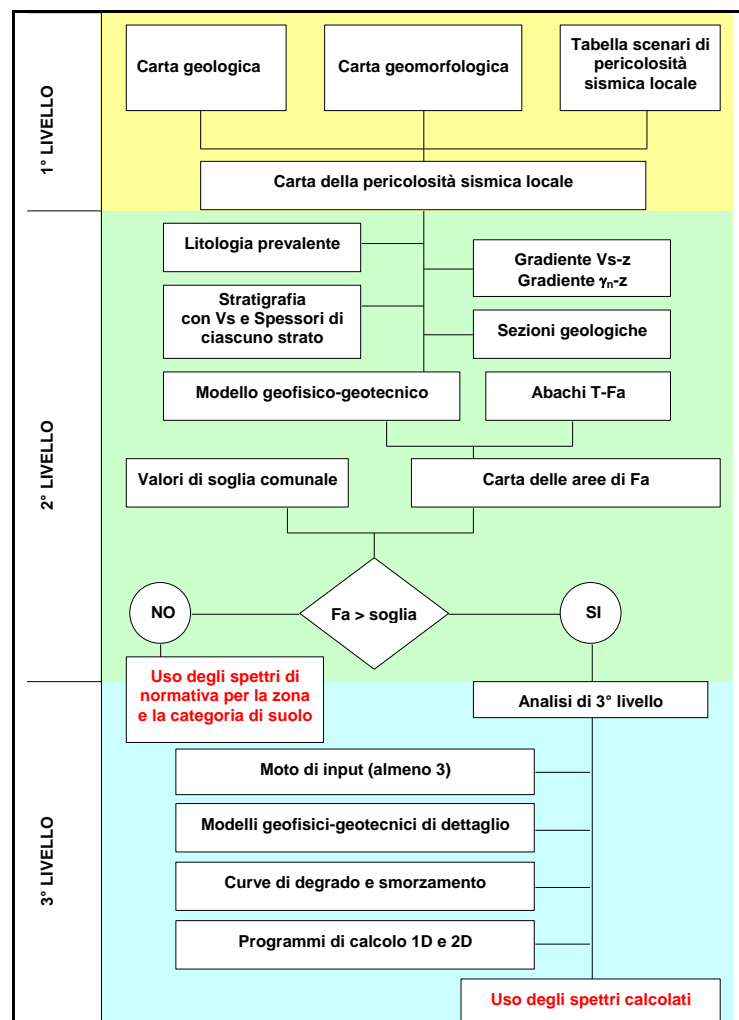 1° LIVELLO
Carta geologica
Carta geomorfologica
Tabella scenari di
pericolosità
sismica locale
Carta della pericolosità sismica locale
2° LIVELLO
Litologia prevalente
Gradiente Vs-z
Gradiente γn-z
Stratigrafia
con Vs e Spessori di
ciascuno strato
Sezioni geologiche
Modello geofisico-geotecnico
Abachi T-Fa
Valori di soglia comunale
Carta delle aree di Fa
NO
Fa > soglia
SI
Uso degli spettri di
normativa per la zona
e la categoria di suolo
3° LIVELLO
Analisi di 3° livello
Moto di input (almeno 3)
Modelli geofisici-geotecnici di dettaglio
Curve di degrado e smorzamento
Programmi di calcolo 1D e 2D
Uso degli spettri calcolati